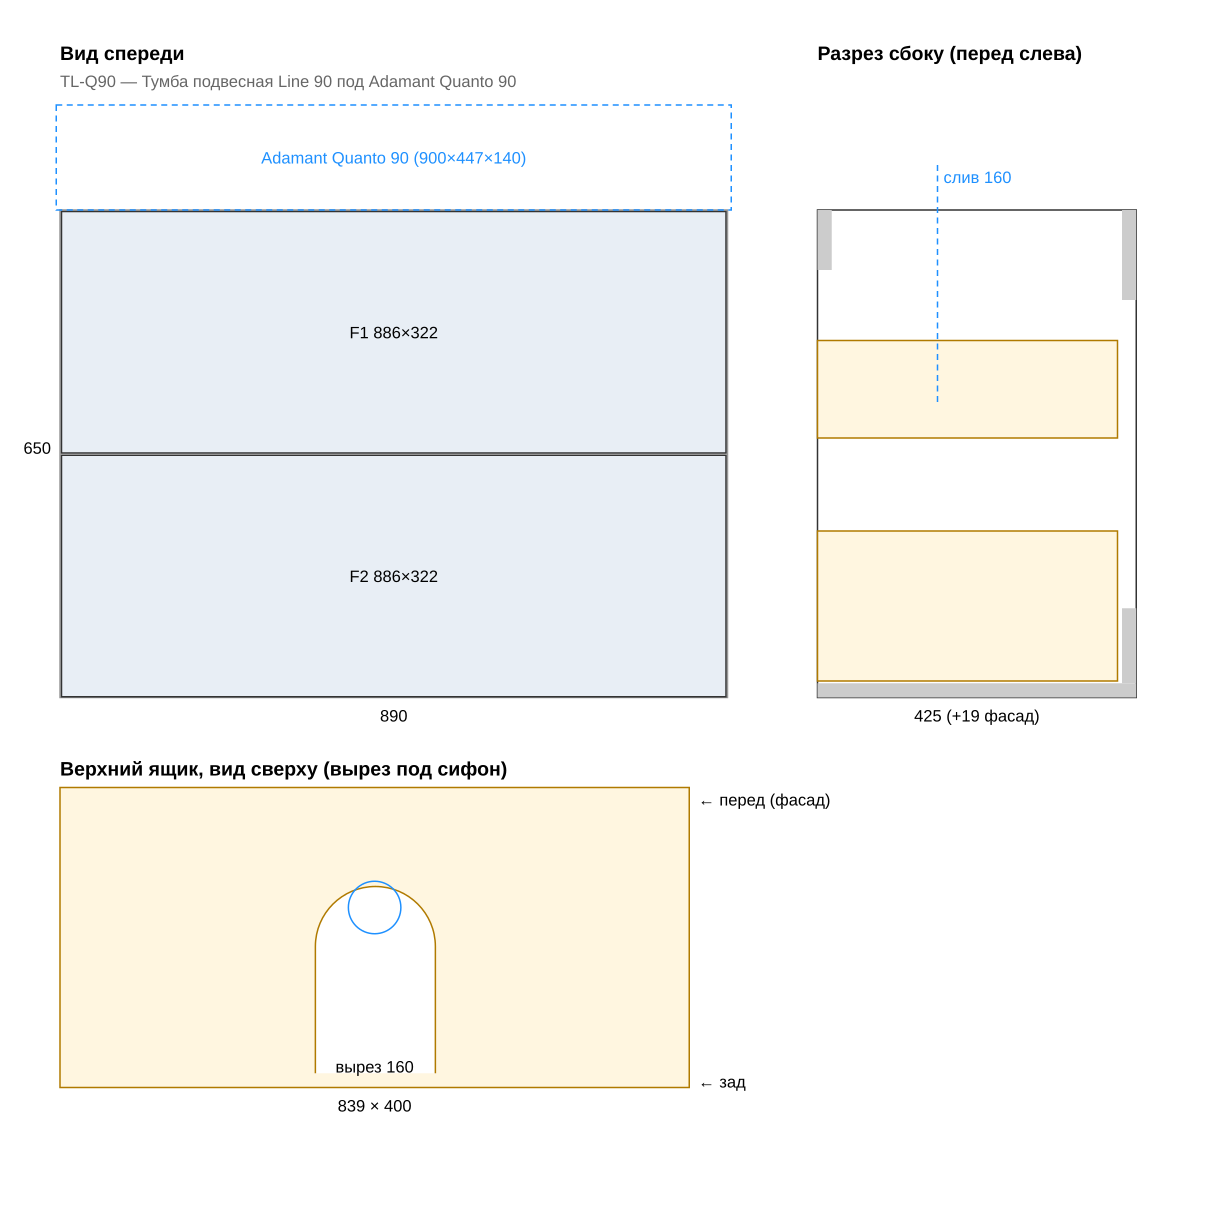 Вид спереди
TL-Q90 — Тумба подвесная Line 90 под Adamant Quanto 90
Adamant Quanto 90 (900×447×140)
F1 886×322
650
F2 886×322
890
Разрез сбоку (перед слева)
слив 160
425 (+19 фасад)
Верхний ящик, вид сверху (вырез под сифон)
← перед (фасад)
вырез 160
← зад
839 × 400